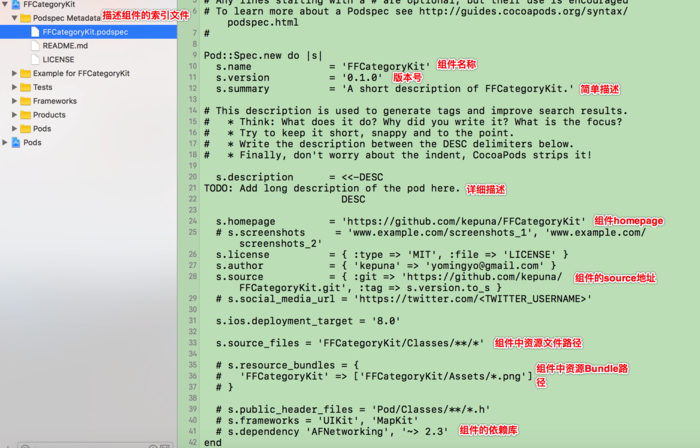 FFCategoryKit
Podspec Metadata 描述组件的索引文件
FFCategoryKit.podspec
README.md
LICENSE
Example for FFCategoryKit
Tests
Frameworks
Products
Pods
Pods
6 # To learn more about a Podspec see http://guides.cocoapods.org/syntax/
podspec.html
7 #
8
9 Pod::Spec.new do |s|
10 s.name = 'FFCategoryKit' 组件名称
11 s.version = '0.1.0' 版本号
12 s.summary = 'A short description of FFCategoryKit.' 简单描述
13
14 # This description is used to generate tags and improve search results.
15 # * Think: What does it do? Why did you write it? What is the focus?
16 # * Try to keep it short, snappy and to the point.
17 # * Write the description between the DESC delimiters below.
18 # * Finally, don't worry about the indent, CocoaPods strips it!
19
20 s.description = <<-DESC
21 TODO: Add long description of the pod here. 详细描述
22 DESC
23
24 s.homepage = 'https://github.com/kepuna/FFCategoryKit' 组件homepage
25 # s.screenshots = 'www.example.com/screenshots_1', 'www.example.com/
screenshots_2'
26 s.license = { :type => 'MIT', :file => 'LICENSE' }
27 s.author = { 'kepuna' => 'yomingyo@gmail.com' }
28 s.source = { :git => 'https://github.com/kepuna/ 组件的source地址
FFCategoryKit.git', :tag => s.version.to_s }
29 # s.social_media_url = 'https://twitter.com/<TWITTER_USERNAME>'
30
31 s.ios.deployment_target = '8.0'
32
33 s.source_files = 'FFCategoryKit/Classes/**/*' 组件中资源文件路径
34
35 # s.resource_bundles = { 组件中资源Bundle路
36 # 'FFCategoryKit' => ['FFCategoryKit/Assets/*.png'] 径
37 # }
38
39 # s.public_header_files = 'Pod/Classes/**/*.h'
40 # s.frameworks = 'UIKit', 'MapKit'
41 # s.dependency 'AFNetworking', '~> 2.3' 组件的依赖库
42 end